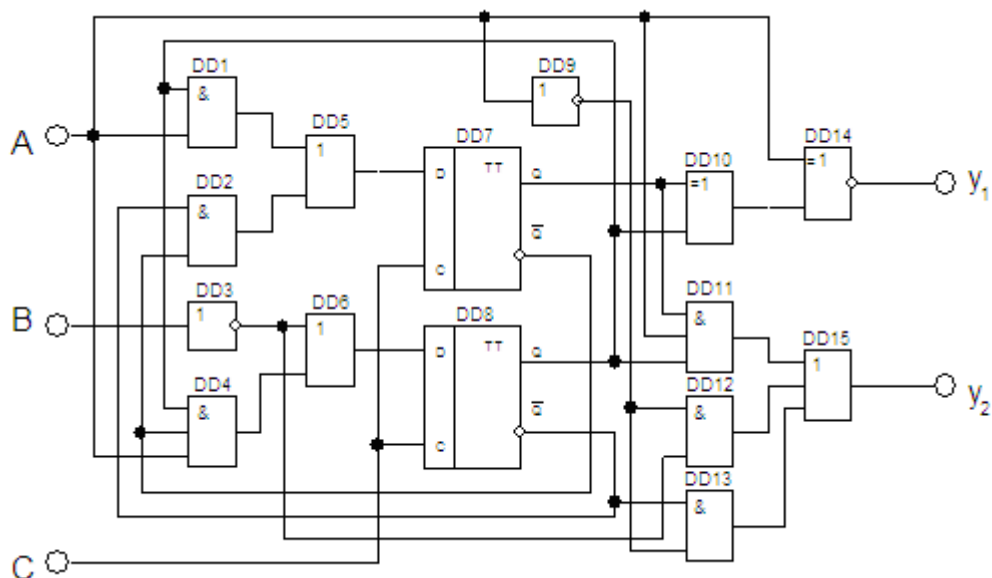 DD1
&
DD2
&
DD3
1
DD4
&
DD5
1
DD6
1
DD7
TT
D
C
Q
Q̅
DD8
TT
D
C
Q
Q̅
DD9
1
DD10
=1
DD11
&
DD12
&
DD13
&
DD14
=1
DD15
1
A
B
C
y1
y2